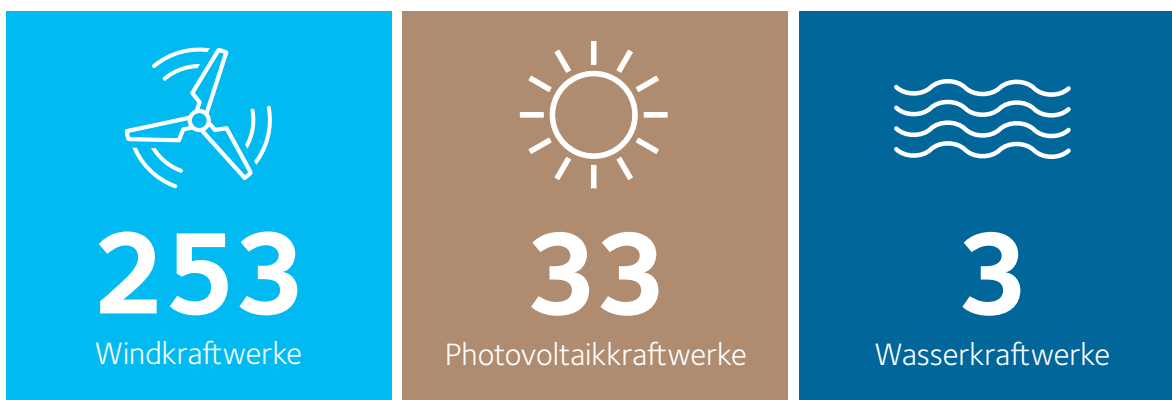 253
Windkraftwerke
33
Photovoltaikkraftwerke
3
Wasserkraftwerke